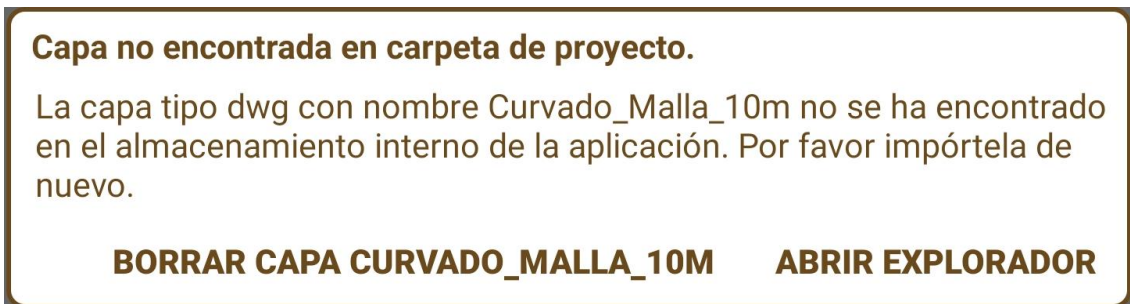 Capa no encontrada en carpeta de proyecto.
La capa tipo dwg con nombre Curvado_Malla_10m no se ha encontrado
en el almacenamiento interno de la aplicación. Por favor impórtela de
nuevo.
BORRAR CAPA CURVADO_MALLA_10M ABRIR EXPLORADOR